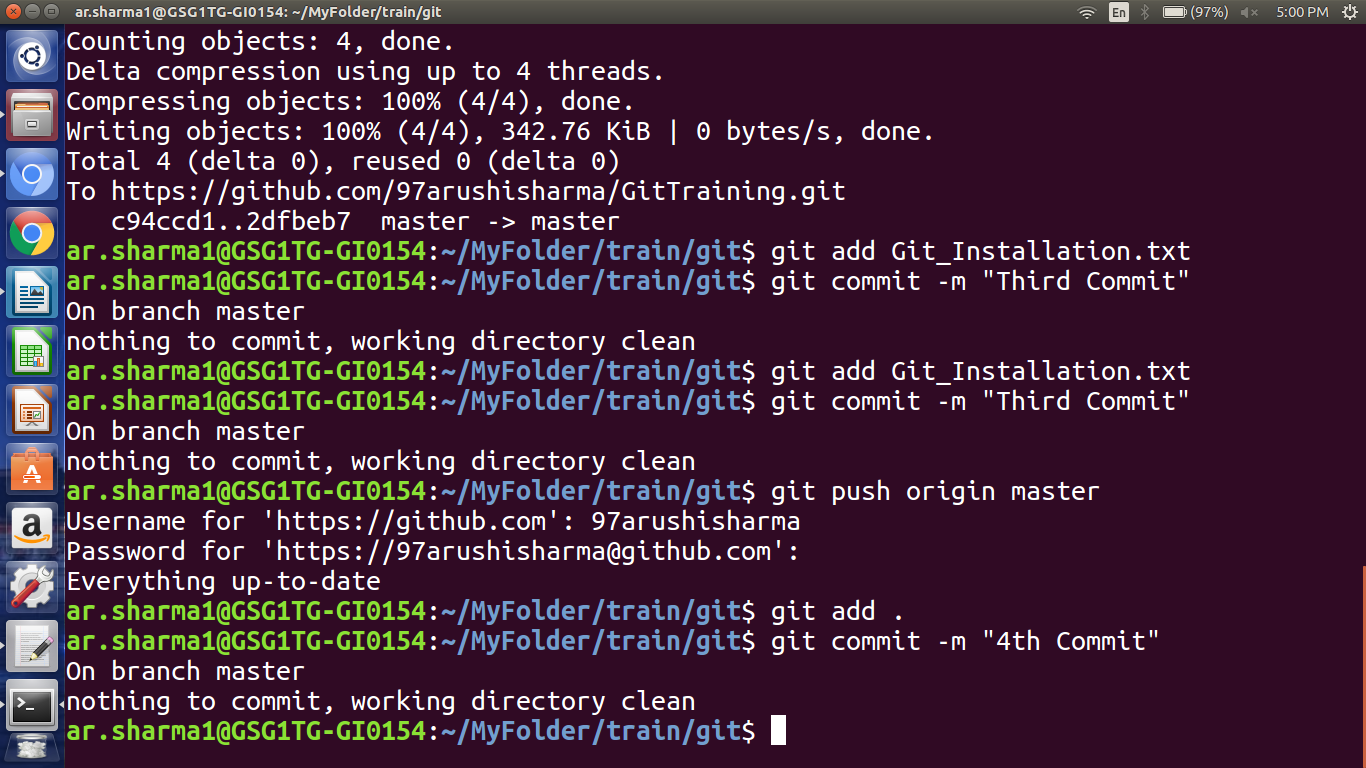 ar.sharma1@GSG1TG-GI0154: ~/MyFolder/train/git
En
(97%)
5:00 PM
Counting objects: 4, done.
Delta compression using up to 4 threads.
Compressing objects: 100% (4/4), done.
Writing objects: 100% (4/4), 342.76 KiB | 0 bytes/s, done.
Total 4 (delta 0), reused 0 (delta 0)
To https://github.com/97arushisharma/GitTraining.git
   c94ccd1..2dfbeb7  master -> master
ar.sharma1@GSG1TG-GI0154:~/MyFolder/train/git$ git add Git_Installation.txt
ar.sharma1@GSG1TG-GI0154:~/MyFolder/train/git$ git commit -m "Third Commit"
On branch master
nothing to commit, working directory clean
ar.sharma1@GSG1TG-GI0154:~/MyFolder/train/git$ git add Git_Installation.txt
ar.sharma1@GSG1TG-GI0154:~/MyFolder/train/git$ git commit -m "Third Commit"
On branch master
nothing to commit, working directory clean
ar.sharma1@GSG1TG-GI0154:~/MyFolder/train/git$ git push origin master
Username for 'https://github.com': 97arushisharma
Password for 'https://97arushisharma@github.com':
Everything up-to-date
ar.sharma1@GSG1TG-GI0154:~/MyFolder/train/git$ git add .
ar.sharma1@GSG1TG-GI0154:~/MyFolder/train/git$ git commit -m "4th Commit"
On branch master
nothing to commit, working directory clean
ar.sharma1@GSG1TG-GI0154:~/MyFolder/train/git$